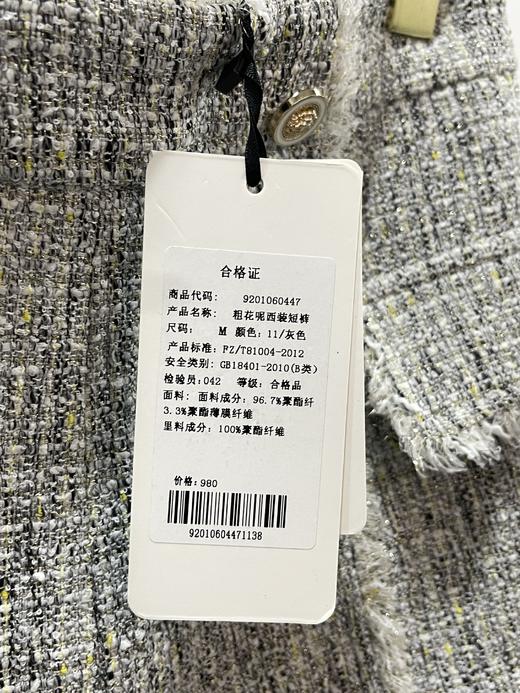 合格证
商品代码: 9201060447
产品名称: 粗花呢西装短裤
尺码: M 颜色: 11/灰色
产品标准: FZ/T81004-2012
安全类别: GB18401-2010(B类)
检验员:042 等级: 合格品
面料: 面料成分: 96.7%聚酯纤
3.3%聚酯薄膜纤维
里料成分: 100%聚酯纤维
价格:980
92010604471138